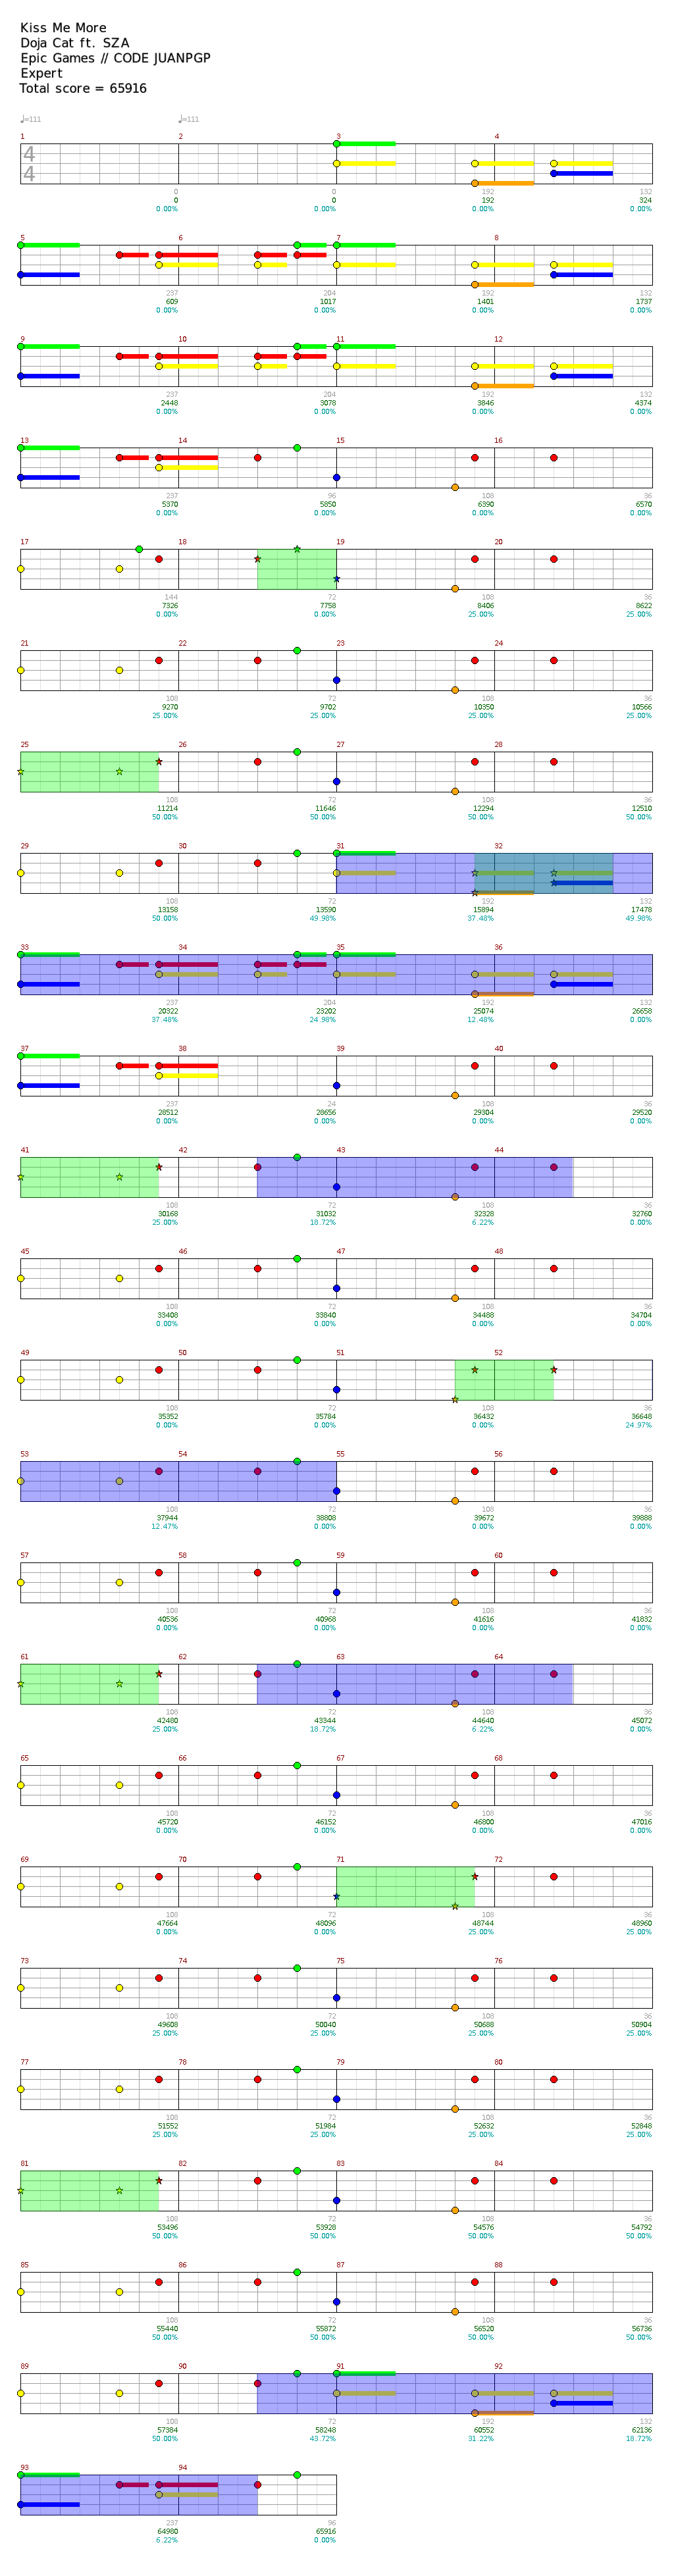 Kiss Me More
Doja Cat ft. SZA
Epic Games // CODE JUANPGP
Expert
Total score = 65916
♩=111 ♩=111
1 2 3 4
4
4
0 0 192 132
0 0 192 324
0.00% 0.00% 0.00% 0.00%
5 6 7 8
237 204 192 132
609 1017 1401 1737
0.00% 0.00% 0.00% 0.00%
9 10 11 12
237 204 192 132
2448 3078 3846 4374
0.00% 0.00% 0.00% 0.00%
13 14 15 16
237 96 108 36
5370 5850 6390 6570
0.00% 0.00% 0.00% 0.00%
17 18 19 20
144 72 108 36
7326 7758 8406 8622
0.00% 0.00% 25.00% 25.00%
21 22 23 24
108 72 108 36
9270 9702 10350 10566
25.00% 25.00% 25.00% 25.00%
25 26 27 28
108 72 108 36
11214 11646 12294 12510
50.00% 50.00% 50.00% 50.00%
29 30 31 32
108 72 192 132
13158 13590 15894 17478
50.00% 49.98% 37.48% 49.98%
33 34 35 36
237 204 192 132
20322 23202 25074 26658
37.48% 24.98% 12.48% 0.00%
37 38 39 40
237 24 108 36
28512 28656 29304 29520
0.00% 0.00% 0.00% 0.00%
41 42 43 44
108 72 108 36
30168 31032 32328 32760
25.00% 18.72% 6.22% 0.00%
45 46 47 48
108 72 108 36
33408 33840 34488 34704
0.00% 0.00% 0.00% 0.00%
49 50 51 52
108 72 108 36
35352 35784 36432 36648
0.00% 0.00% 0.00% 24.97%
53 54 55 56
108 72 108 36
37944 38808 39672 39888
12.47% 0.00% 0.00% 0.00%
57 58 59 60
108 72 108 36
40536 40968 41616 41832
0.00% 0.00% 0.00% 0.00%
61 62 63 64
108 72 108 36
42480 43344 44640 45072
25.00% 18.72% 6.22% 0.00%
65 66 67 68
108 72 108 36
45720 46152 46800 47016
0.00% 0.00% 0.00% 0.00%
69 70 71 72
108 72 108 36
47664 48096 48744 48960
0.00% 0.00% 25.00% 25.00%
73 74 75 76
108 72 108 36
49608 50040 50688 50904
25.00% 25.00% 25.00% 25.00%
77 78 79 80
108 72 108 36
51552 51984 52632 52848
25.00% 25.00% 25.00% 25.00%
81 82 83 84
108 72 108 36
53496 53928 54576 54792
50.00% 50.00% 50.00% 50.00%
85 86 87 88
108 72 108 36
55440 55872 56520 56736
50.00% 50.00% 50.00% 50.00%
89 90 91 92
108 72 192 132
57384 58248 60552 62136
50.00% 43.72% 31.22% 18.72%
93 94
237 96
64980 65916
6.22% 0.00%